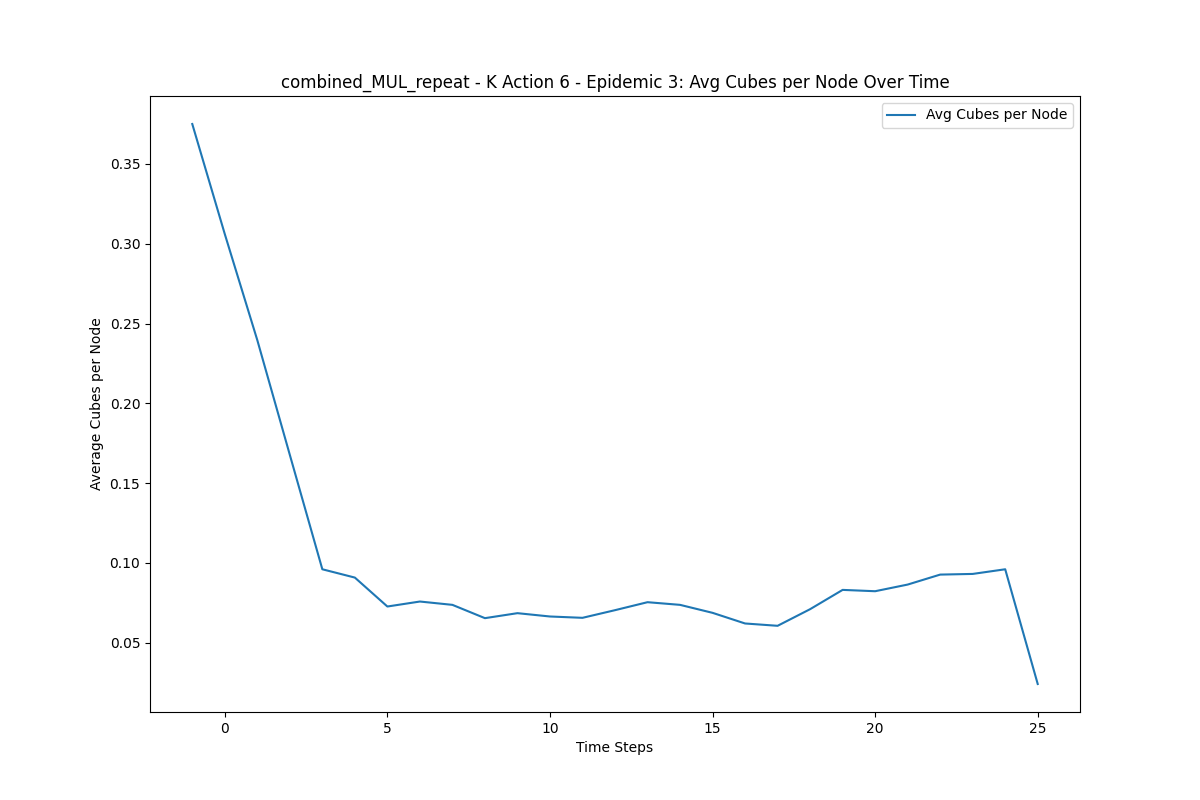 combined_MUL_repeat - K Action 6 - Epidemic 3: Avg Cubes per Node Over Time
Avg Cubes per Node
Average Cubes per Node
0.35
0.30
0.25
0.20
0.15
0.10
0.05
0 5 10 15 20 25
Time Steps